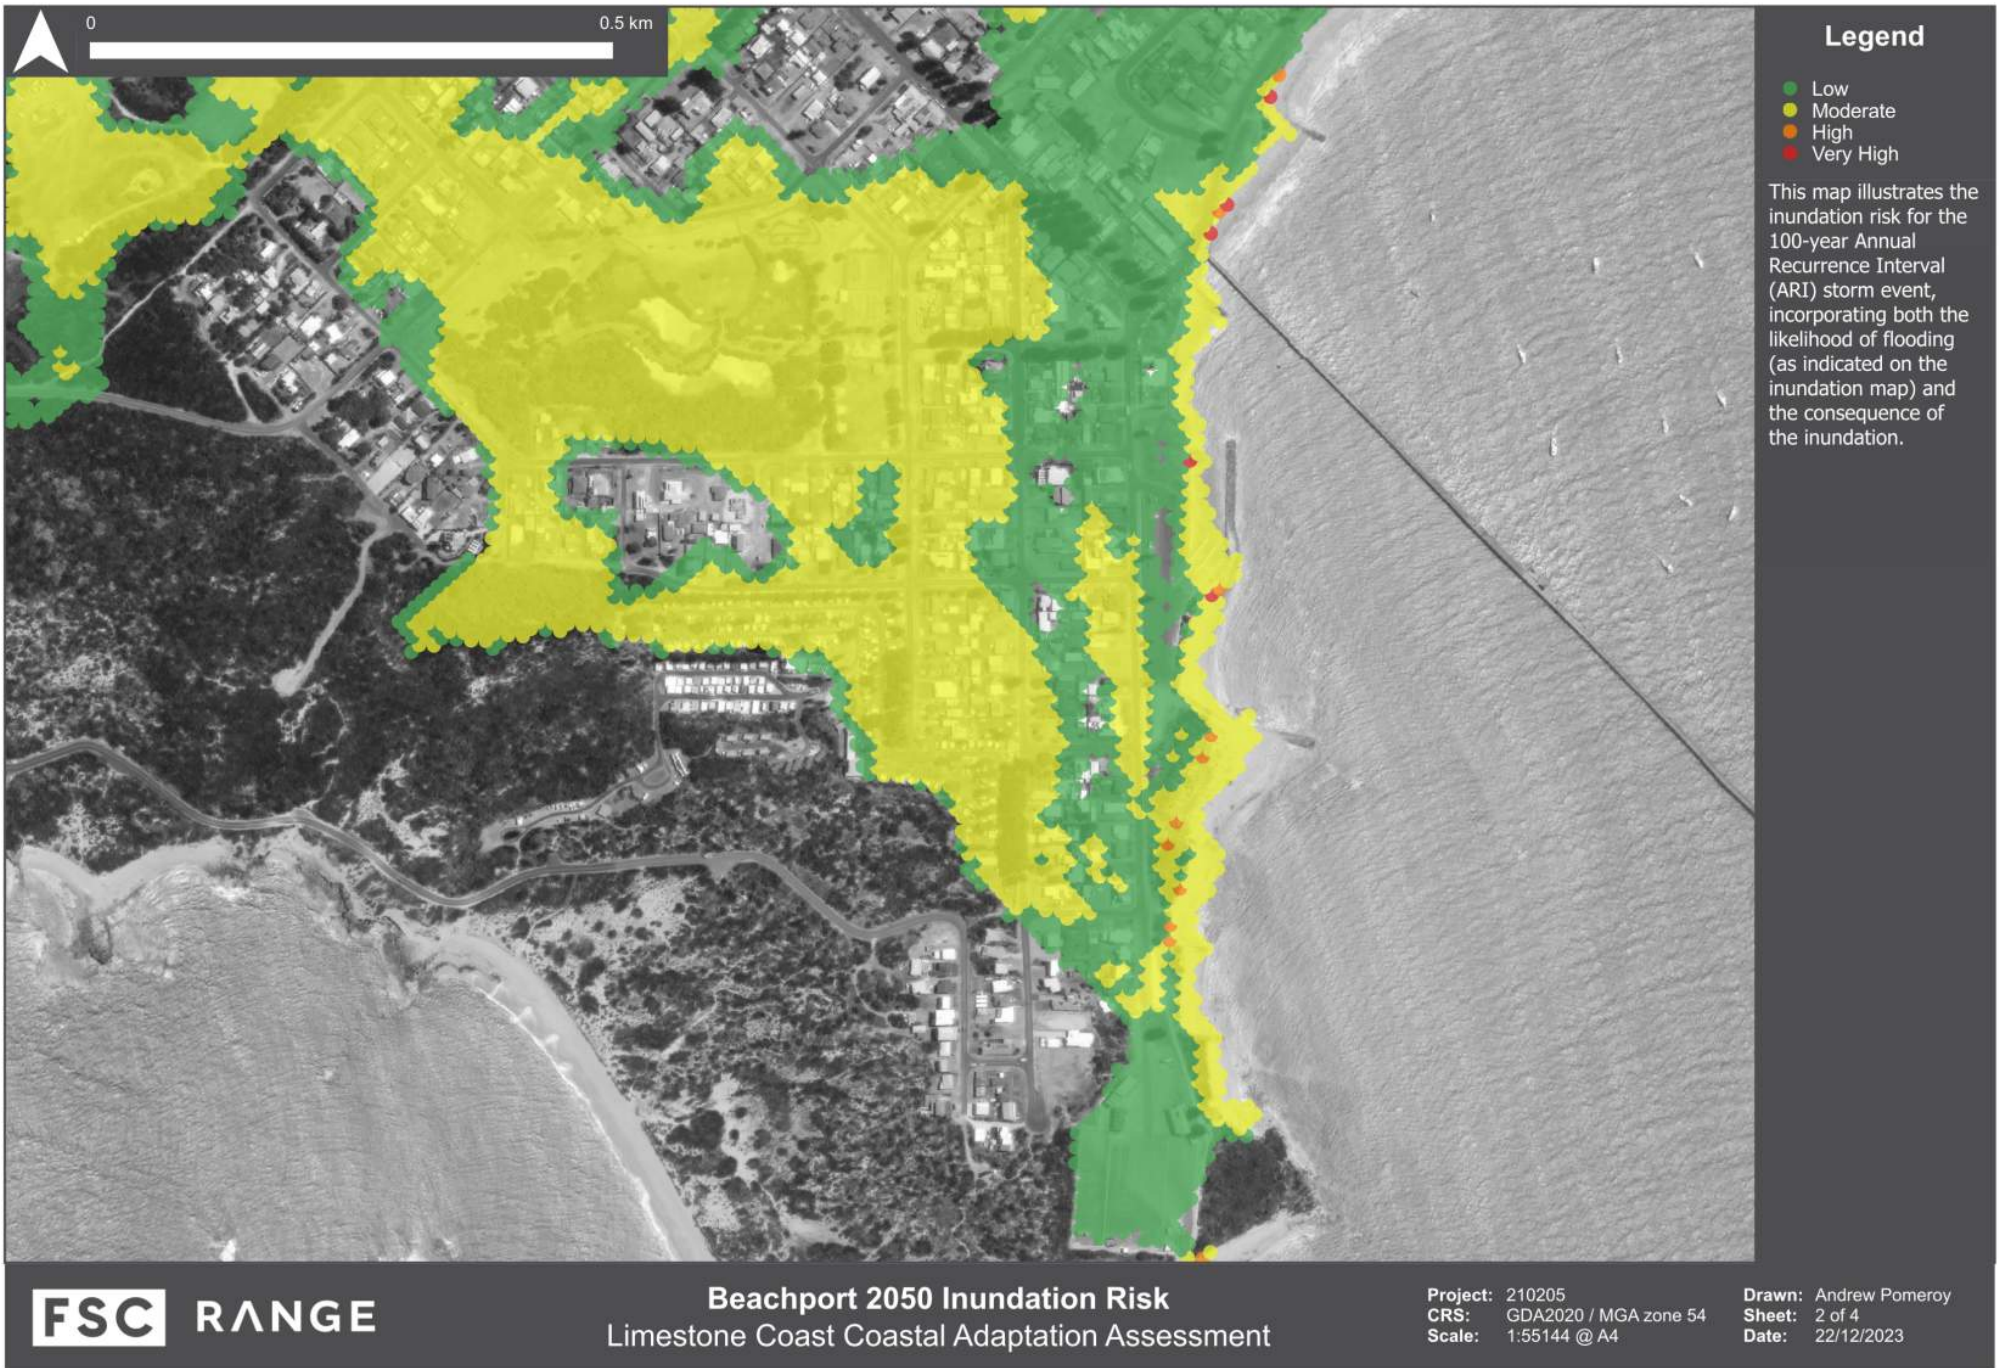 0 0.5 km
Legend
Low
Moderate
High
Very High
This map illustrates the
inundation risk for the
100-year Annual
Recurrence Interval
(ARI) storm event,
incorporating both the
likelihood of flooding
(as indicated on the
inundation map) and
the consequence of
the inundation.
FSC RANGE
Beachport 2050 Inundation Risk
Limestone Coast Coastal Adaptation Assessment
Project: 210205
CRS: GDA2020 / MGA zone 54
Scale: 1:55144 @ A4
Drawn: Andrew Pomeroy
Sheet: 2 of 4
Date: 22/12/2023